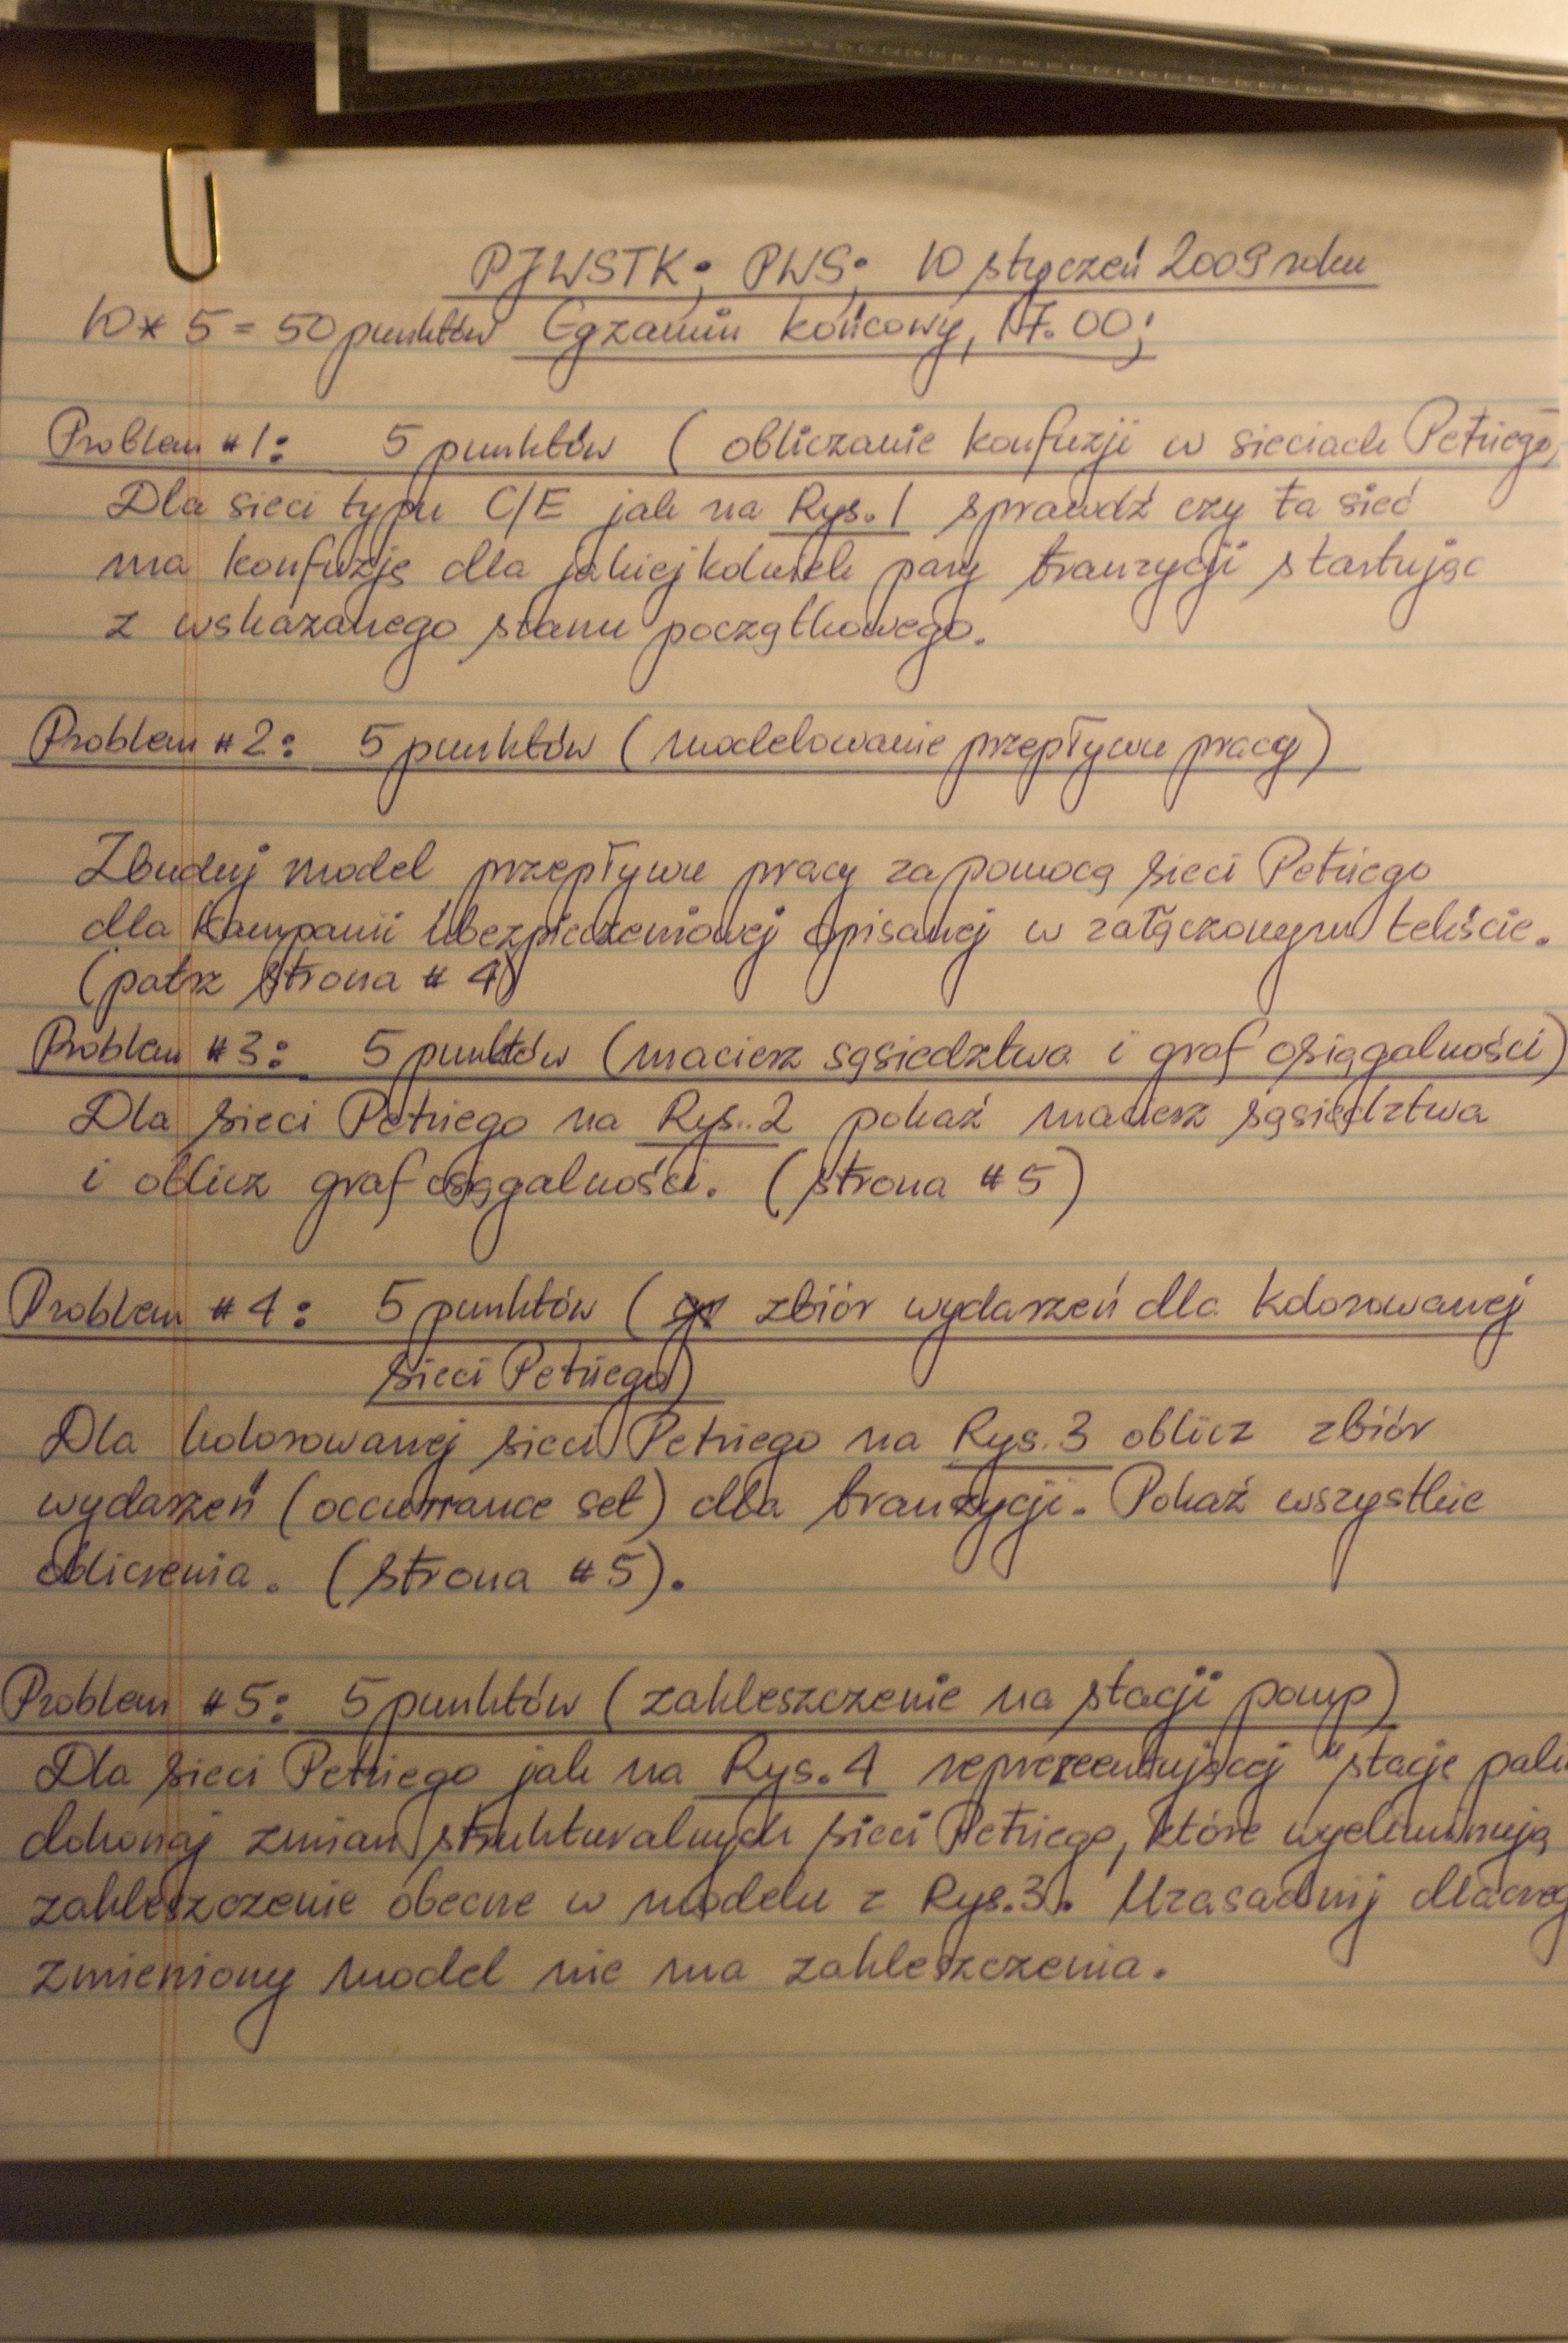 PJWSTK; PWS; 10 styczeń 2009 roku
10 * 5 = 50 punktów Egzamin końcowy, 17.00;
Problem #1: 5 punktów ( obliczanie konfuzji w sieciach Petriego,
Dla sieci typu C/E jak na Rys.1 sprawdź czy ta sieć
ma konfuzję dla jakiejkolwiek pary tranzycji startując
z wskazanego stanu początkowego.
Problem #2: 5 punktów (modelowanie przepływu pracy)
Zbuduj model przepływu pracy za pomocą sieci Petriego
dla Kampanii Ubezpieczeniowej opisanej w załączonym tekście.
(patrz strona #4)
Problem #3: 5 punktów (macierz sąsiedztwa i graf osiągalności)
Dla sieci Petriego na Rys..2 pokaż macierz sąsiedztwa
i oblicz graf osągalności. (strona #5)
Problem #4: 5 punktów ( zbiór wydarzeń dla kolorowanej
sieci Petriego)
Dla kolorowanej sieci Petriego na Rys.3 oblicz zbiór
wydarzeń (occurrance set) dla tranzycji. Pokaż wszystkie
obliczenia. (strona #5).
Problem #5: 5 punktów (zakleszczenie na stacji pomp)
Dla sieci Petriego jak na Rys.4 "stację pali
dokonaj zmian strukturalnych sieci Petriego, które wyeliminują
zakleszczenie obecne w modelu z Rys.3. Uzasadnij dlaczeg
zmieniony model nie ma zakleszczenia.